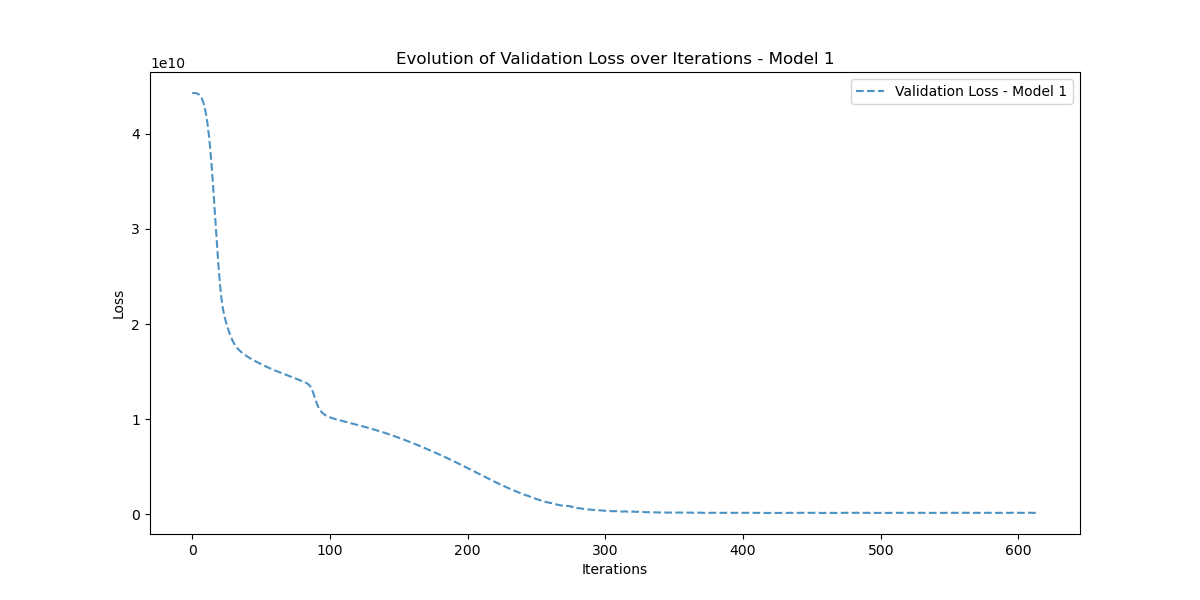 Evolution of Validation Loss over Iterations - Model 1
1e10
Validation Loss - Model 1
4
3
2
1
0
Loss
0 100 200 300 400 500 600
Iterations